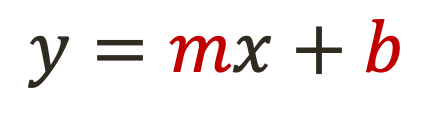 y = mx + b